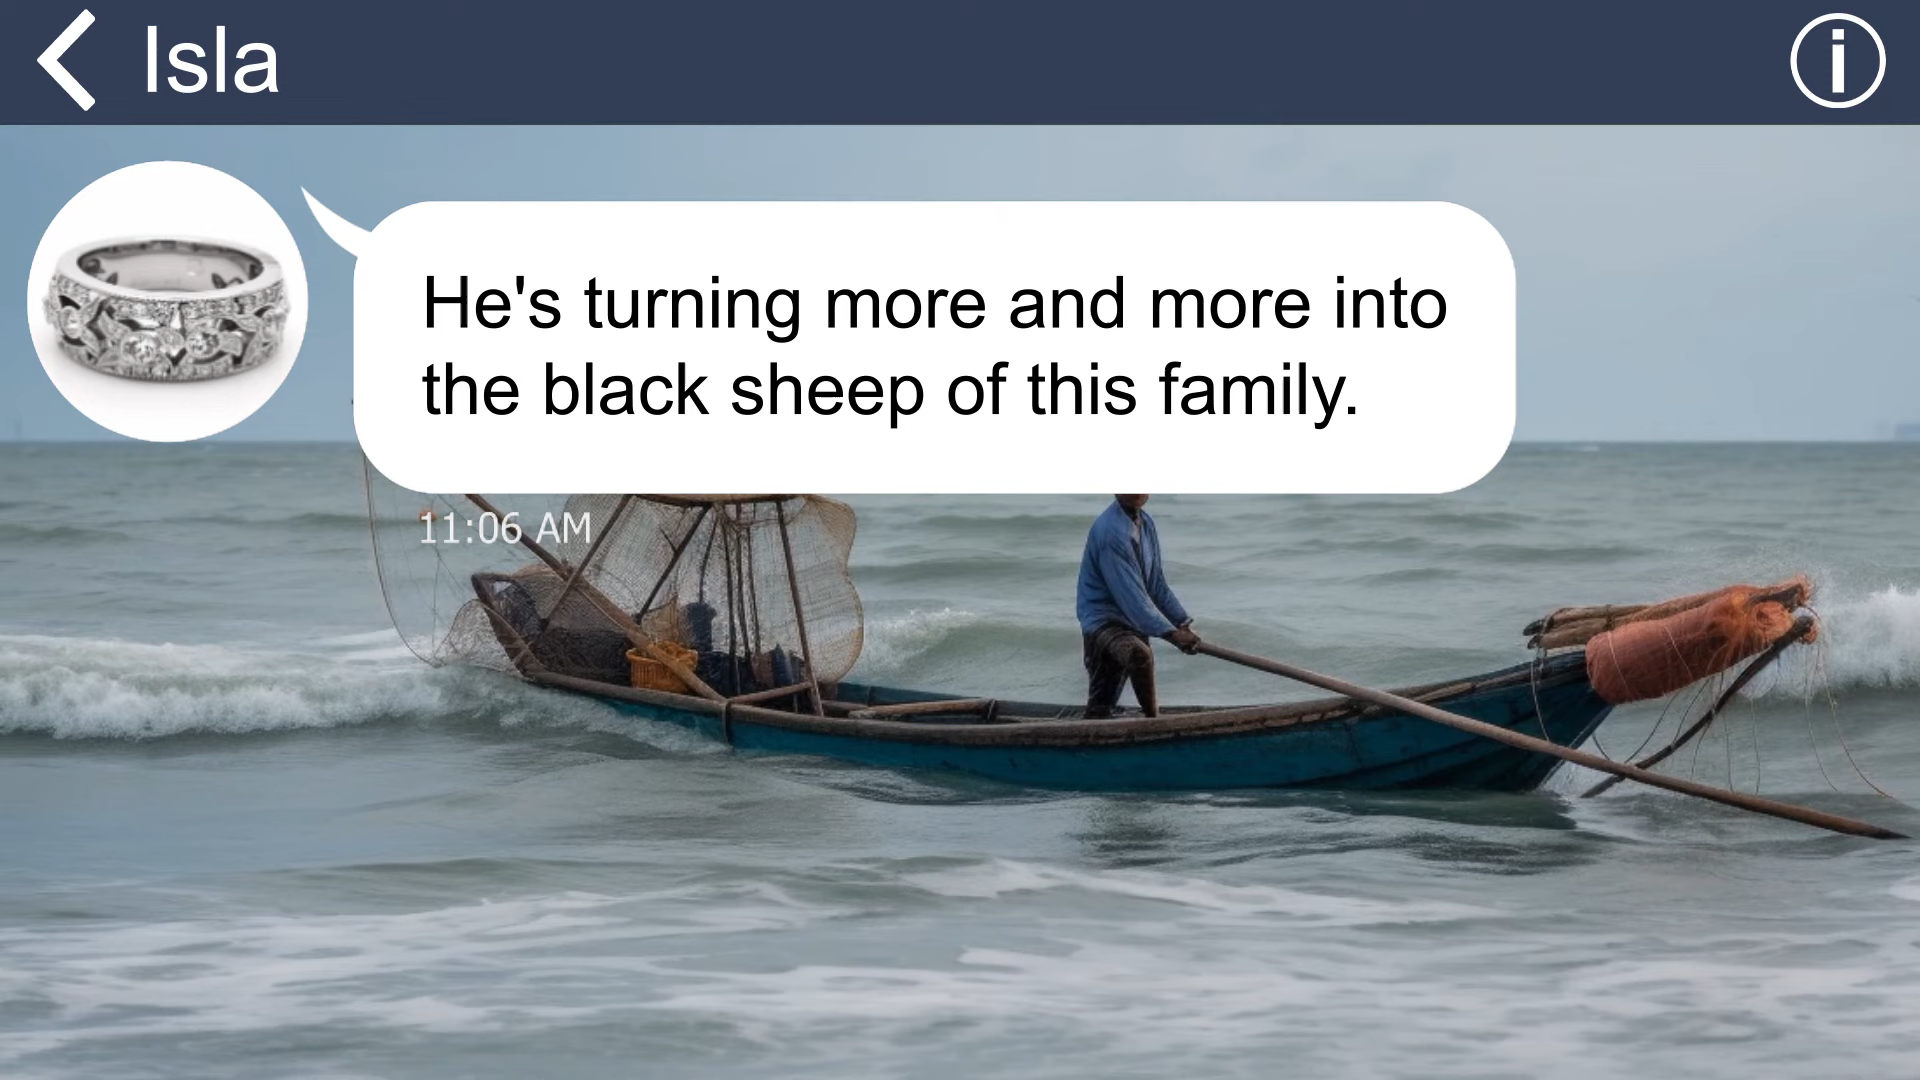 Isla
He's turning more and more into
the black sheep of this family.
11:06 AM